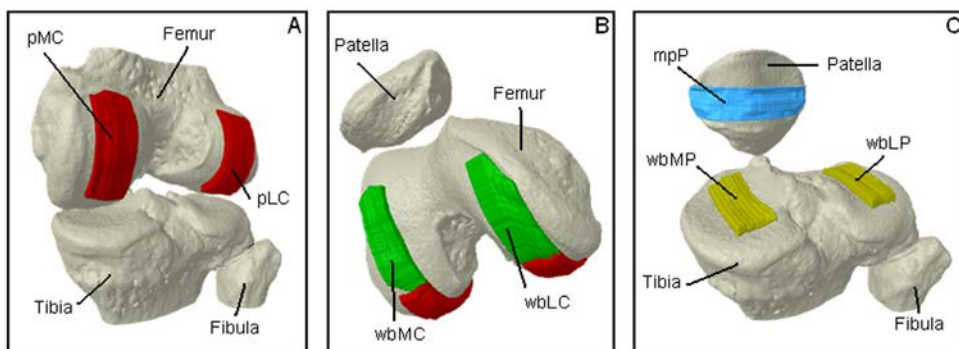 A
pMC
Femur
pLC
Tibia
Fibula
B
Patella
Femur
wbLC
wbMC
C
mpP
Patella
wbMP
wbLP
Tibia
Fibula